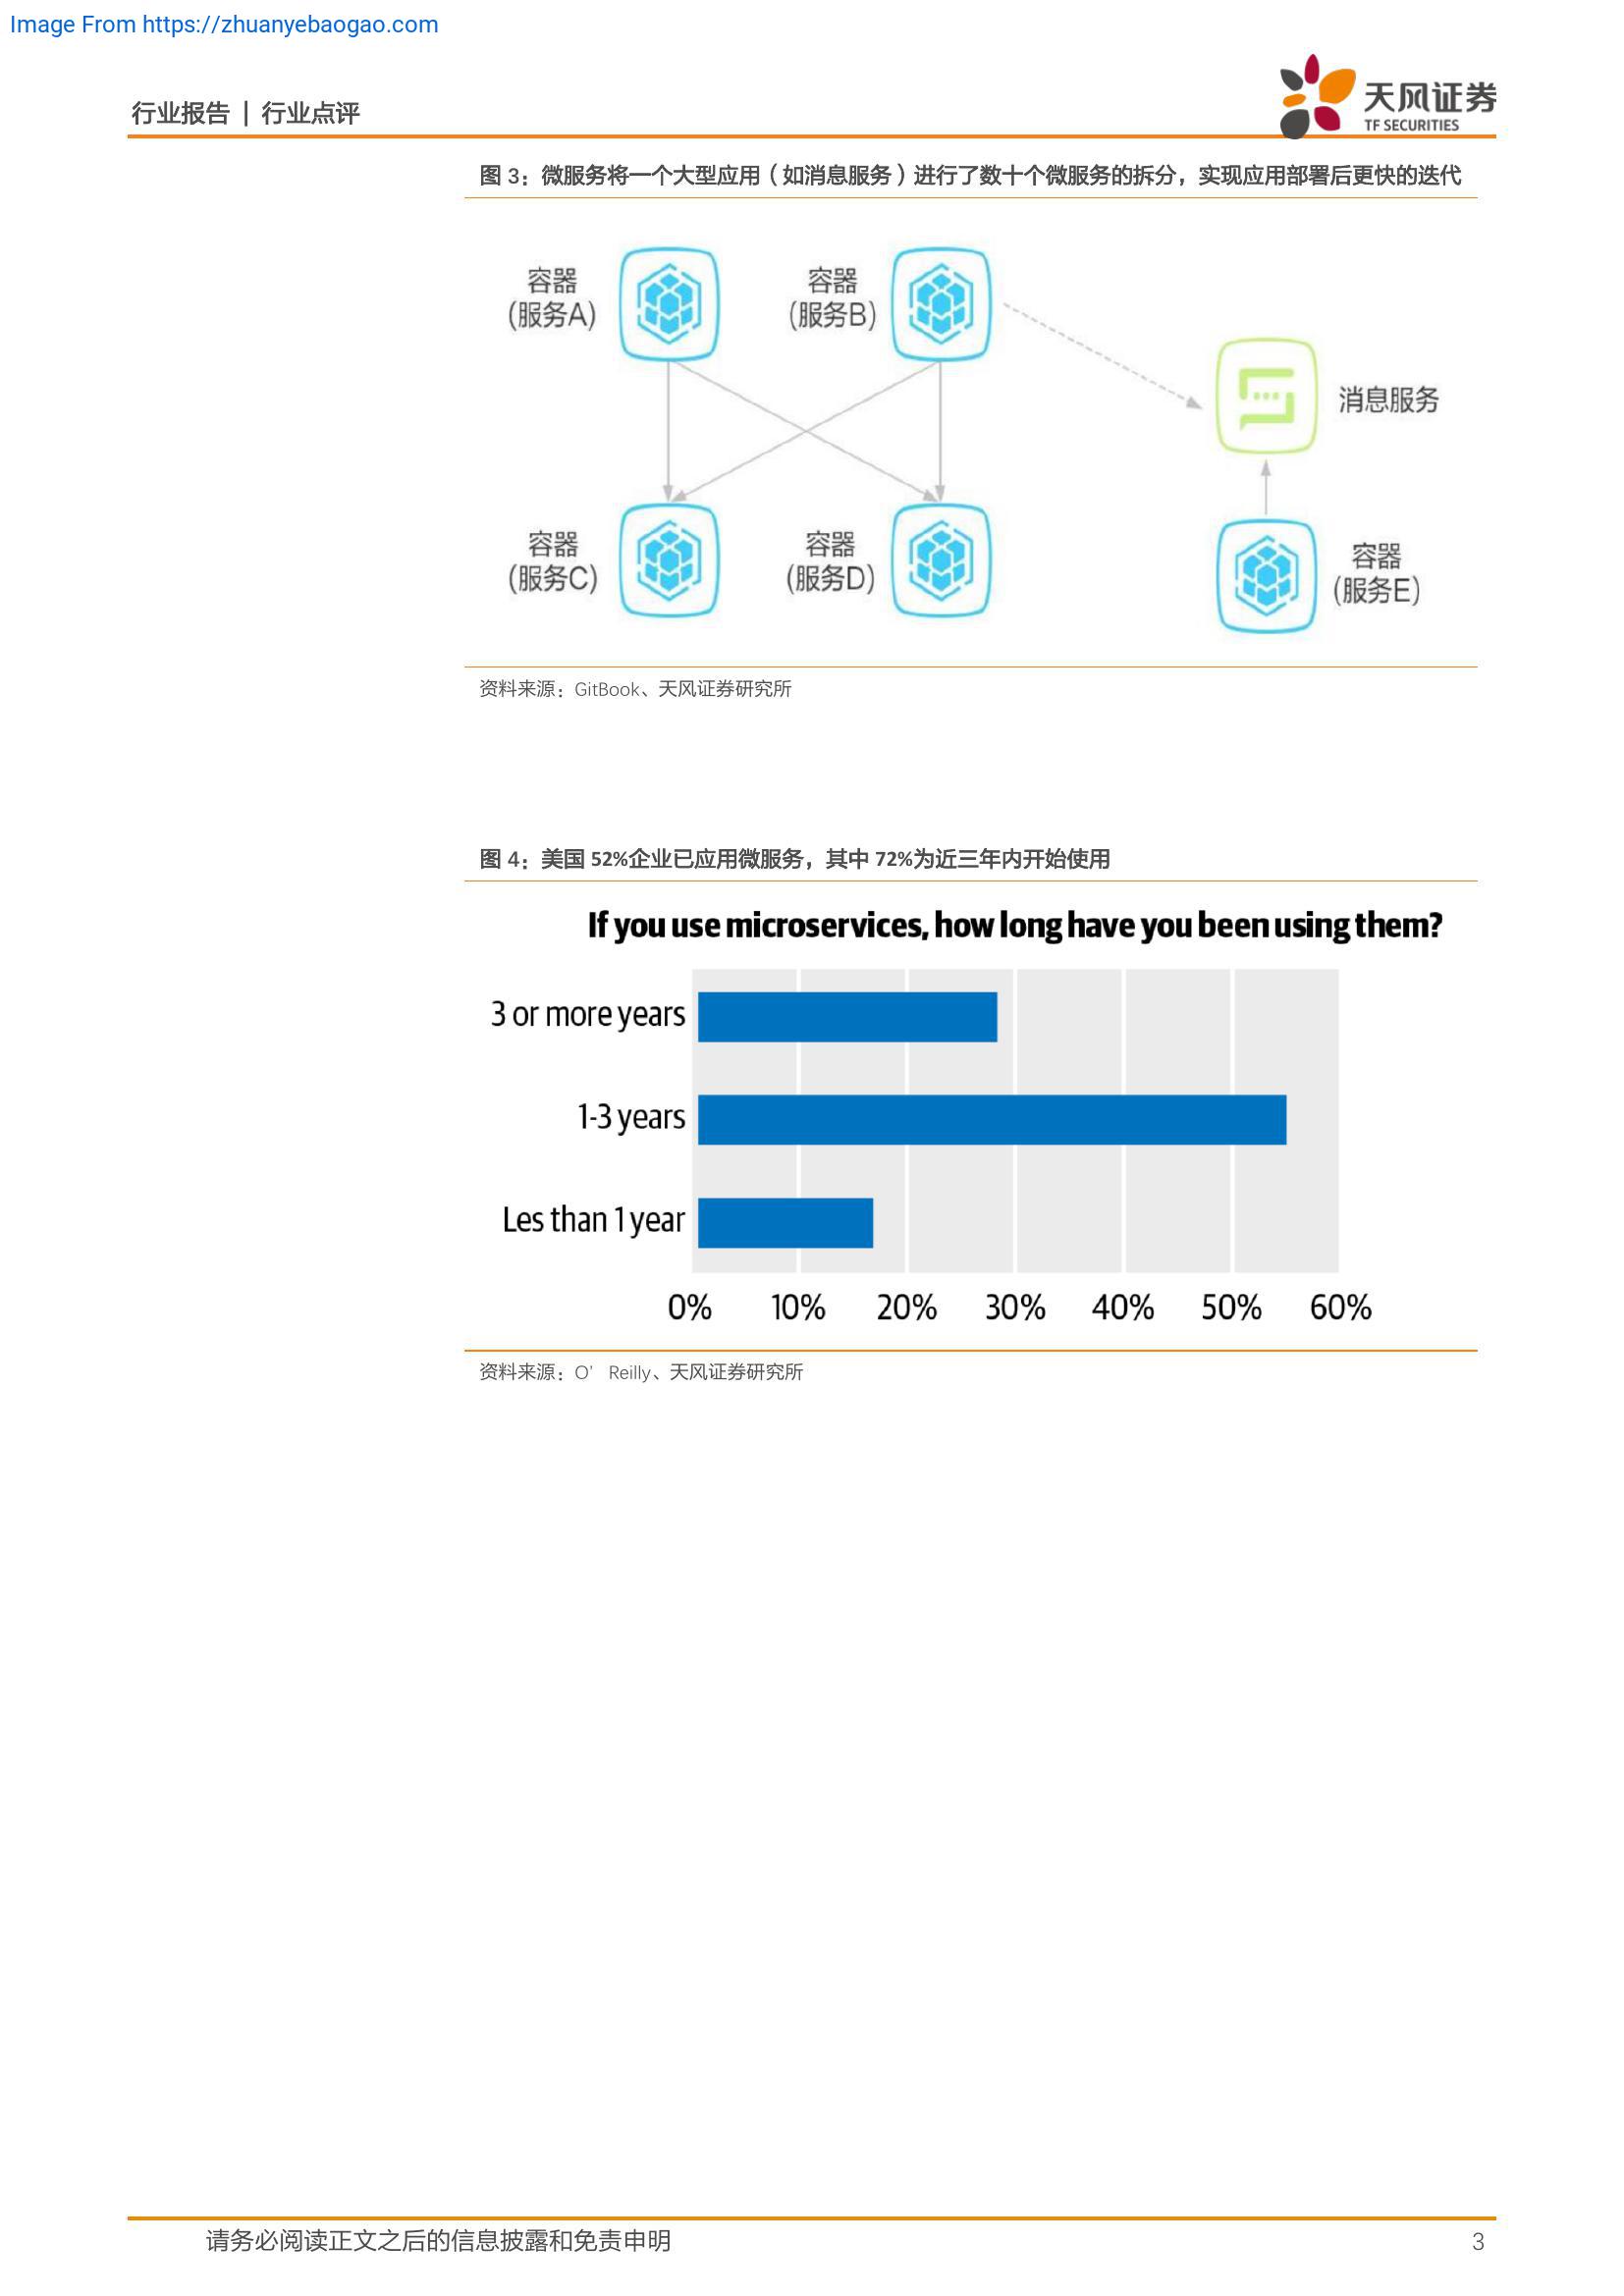 Image From https://zhuanyebaogao.com
行业报告 | 行业点评
天风证券
TF SECURITIES
图 3：微服务将一个大型应用（如消息服务）进行了数十个微服务的拆分，实现应用部署后更快的迭代
容器
(服务A)
容器
(服务B)
消息服务
容器
(服务C)
容器
(服务D)
容器
(服务E)
资料来源：GitBook、天风证券研究所
图 4：美国 52%企业已应用微服务，其中 72%为近三年内开始使用
If you use microservices, how long have you been using them?
3 or more years
1-3 years
Les than 1 year
0% 10% 20% 30% 40% 50% 60%
资料来源：O’ Reilly、天风证券研究所
请务必阅读正文之后的信息披露和免责申明 3